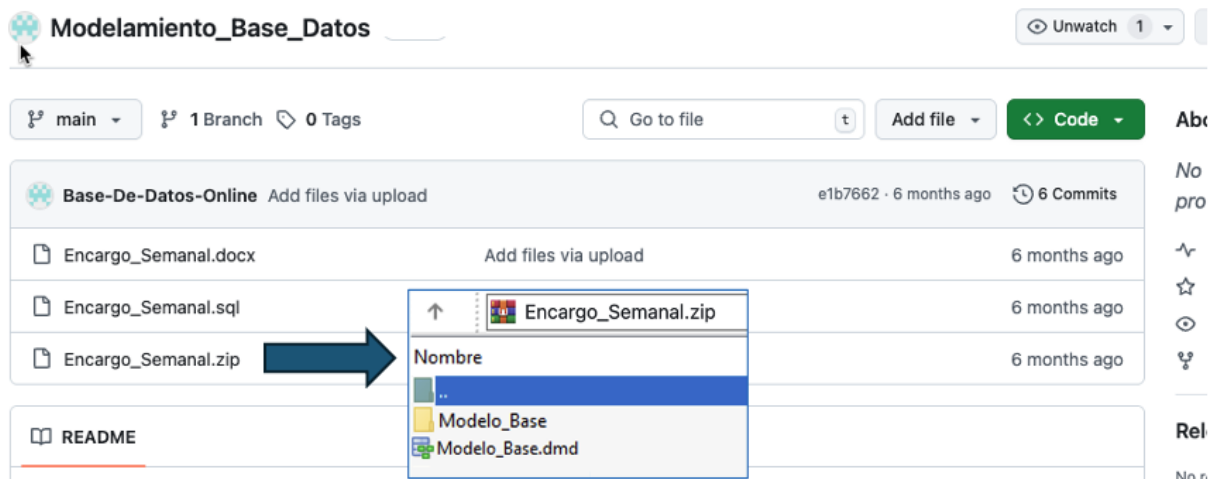 Modelamiento_Base_Datos
Unwatch 1
main 1 Branch 0 Tags
Go to file t
Add file
<> Code
Base-De-Datos-Online Add files via upload e1b7662 · 6 months ago 6 Commits
No
pro
Encargo_Semanal.docx Add files via upload 6 months ago
Encargo_Semanal.sql 6 months ago
Encargo_Semanal.zip 6 months ago
Encargo_Semanal.zip
Nombre
..
Modelo_Base
Modelo_Base.dmd
README
Rel